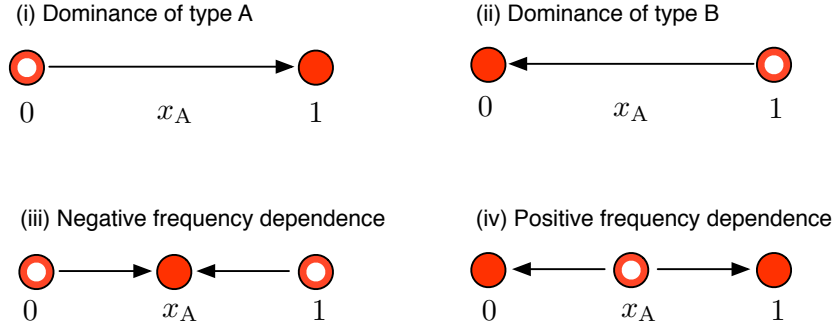 (i) Dominance of type A
0 x_A 1
(ii) Dominance of type B
0 x_A 1
(iii) Negative frequency dependence
0 x_A 1
(iv) Positive frequency dependence
0 x_A 1